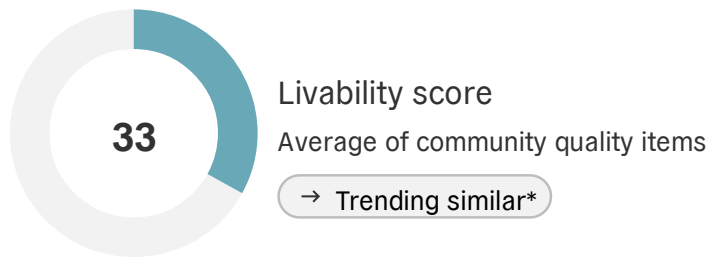 33
Livability score
Average of community quality items
→ Trending similar*